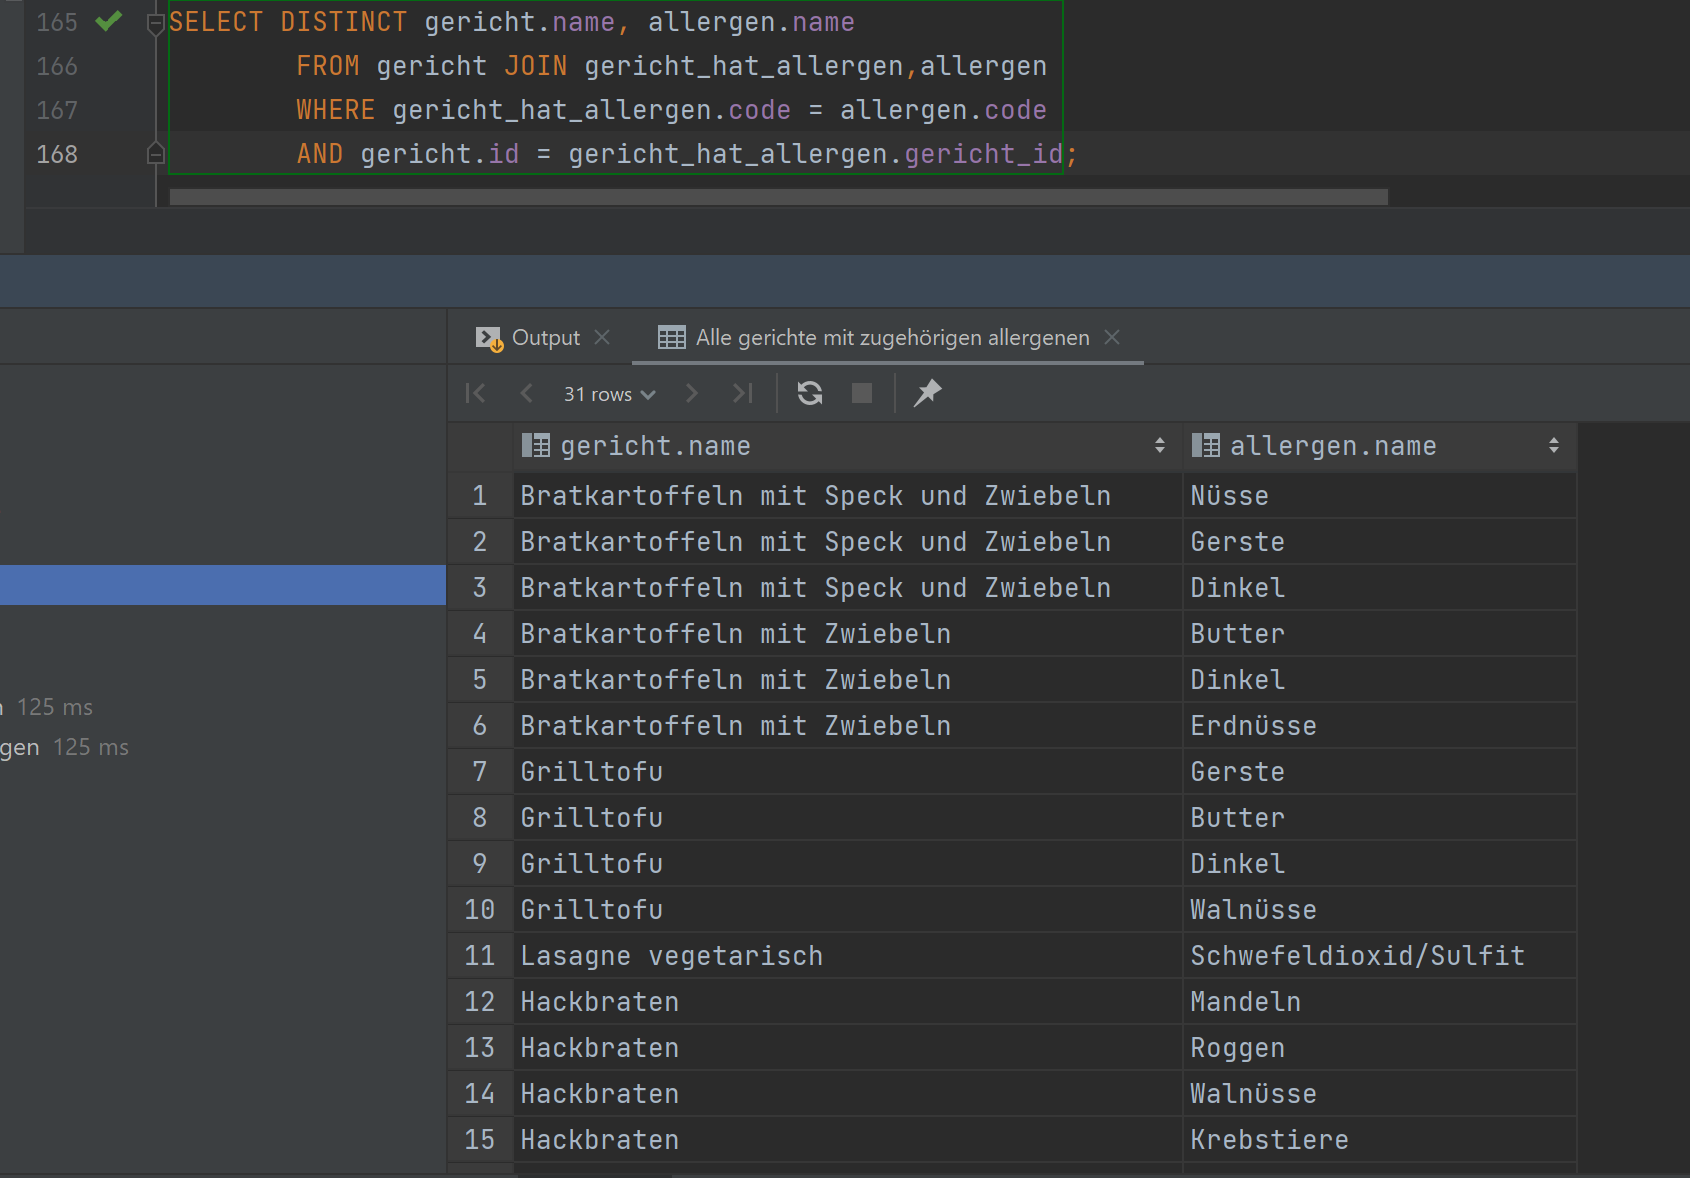 165 SELECT DISTINCT gericht.name, allergen.name
166 FROM gericht JOIN gericht_hat_allergen,allergen
167 WHERE gericht_hat_allergen.code = allergen.code
168 AND gericht.id = gericht_hat_allergen.gericht_id;
Output Alle gerichte mit zugehörigen allergenen
31 rows
gericht.name allergen.name
1 Bratkartoffeln mit Speck und Zwiebeln Nüsse
2 Bratkartoffeln mit Speck und Zwiebeln Gerste
3 Bratkartoffeln mit Speck und Zwiebeln Dinkel
4 Bratkartoffeln mit Zwiebeln Butter
5 Bratkartoffeln mit Zwiebeln Dinkel
6 Bratkartoffeln mit Zwiebeln Erdnüsse
7 Grilltofu Gerste
8 Grilltofu Butter
9 Grilltofu Dinkel
10 Grilltofu Walnüsse
11 Lasagne vegetarisch Schwefeldioxid/Sulfit
12 Hackbraten Mandeln
13 Hackbraten Roggen
14 Hackbraten Walnüsse
15 Hackbraten Krebstiere
125 ms
gen 125 ms